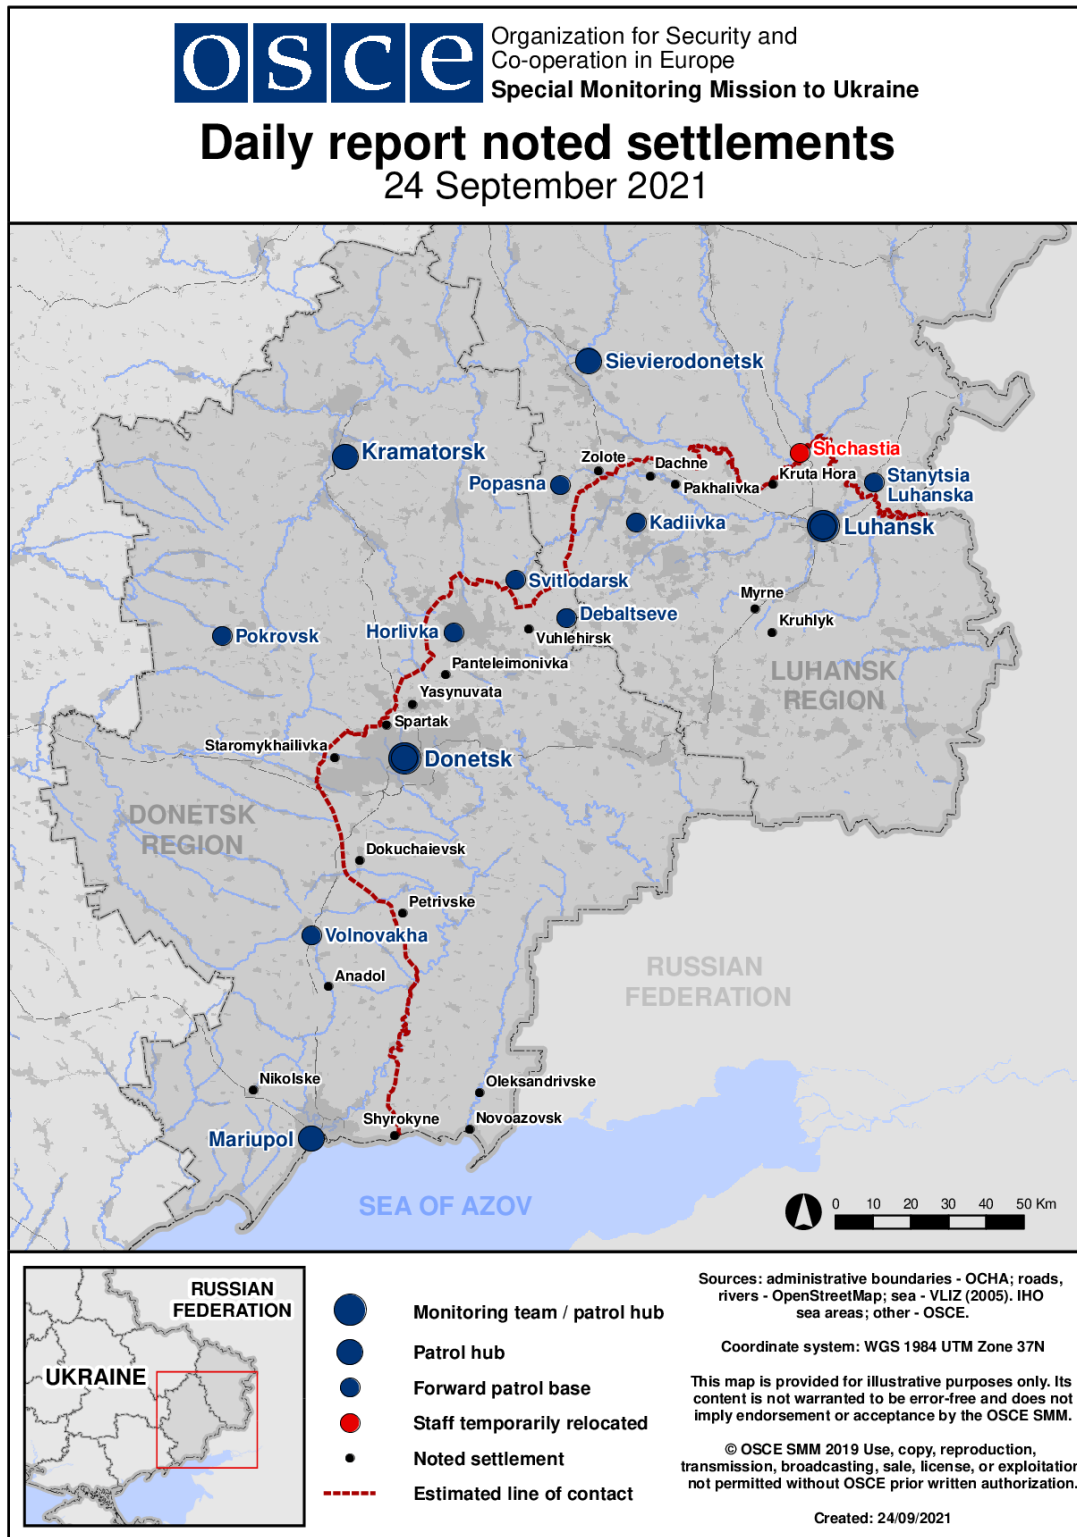 osce
Organization for Security and
Co-operation in Europe
Special Monitoring Mission to Ukraine
Daily report noted settlements
24 September 2021
Sievierodonetsk
Kramatorsk
Shchastia
Zolote
Dachne
Kruta Hora
Popasna
Pakhalivka
Stanytsia
Luhanska
Kadiivka
Luhansk
Svitlodarsk
Myrne
Debaltseve
Kruhlyk
Pokrovsk
Horlivka
Vuhlehirsk
Panteleimonivka
LUHANSK
REGION
Yasynuvata
Spartak
Staromykhailivka
Donetsk
DONETSK
REGION
Dokuchaievsk
Petrivske
Volnovakha
RUSSIAN
FEDERATION
Anadol
Nikolske
Oleksandrivske
Shyrokyne
Novoazovsk
Mariupol
SEA OF AZOV
0 10 20 30 40 50 Km
RUSSIAN
FEDERATION
UKRAINE
Monitoring team / patrol hub
Patrol hub
Forward patrol base
Staff temporarily relocated
Noted settlement
Estimated line of contact
Sources: administrative boundaries - OCHA; roads,
rivers - OpenStreetMap; sea - VLIZ (2005). IHO
sea areas; other - OSCE.
Coordinate system: WGS 1984 UTM Zone 37N
This map is provided for illustrative purposes only. Its
content is not warranted to be error-free and does not
imply endorsement or acceptance by the OSCE SMM.
© OSCE SMM 2019 Use, copy, reproduction,
transmission, broadcasting, sale, license, or exploitation
not permitted without OSCE prior written authorization.
Created: 24/09/2021